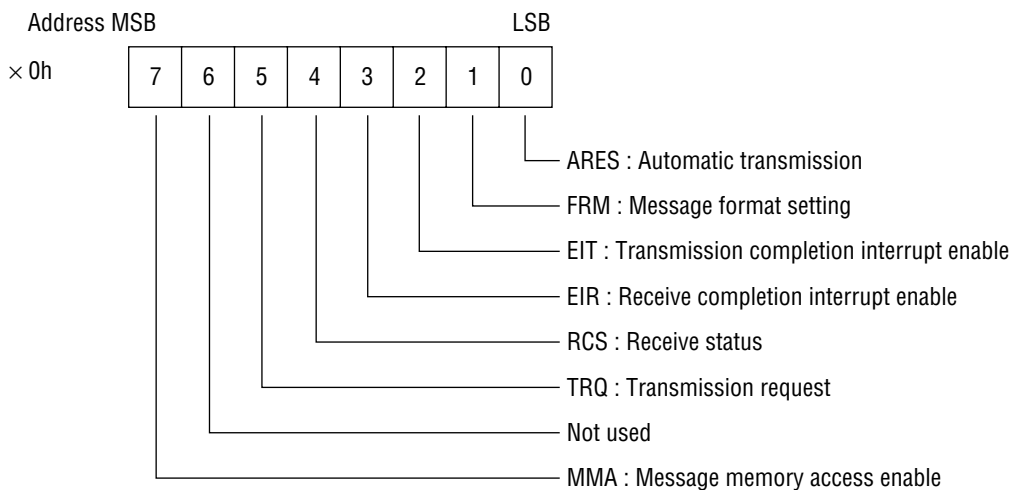 Address MSB LSB
× 0h 7 6 5 4 3 2 1 0
ARES : Automatic transmission
FRM : Message format setting
EIT : Transmission completion interrupt enable
EIR : Receive completion interrupt enable
RCS : Receive status
TRQ : Transmission request
Not used
MMA : Message memory access enable